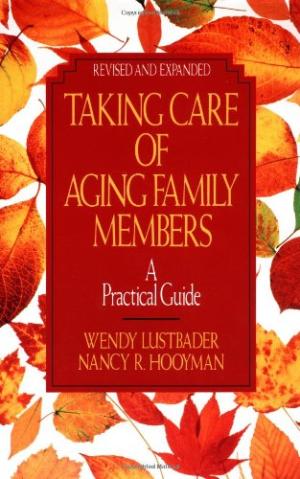 REVISED AND EXPANDED
TAKING CARE
OF
AGING FAMILY
MEMBERS
A
Practical Guide
WENDY LUSTBADER
NANCY R. HOOYMAN